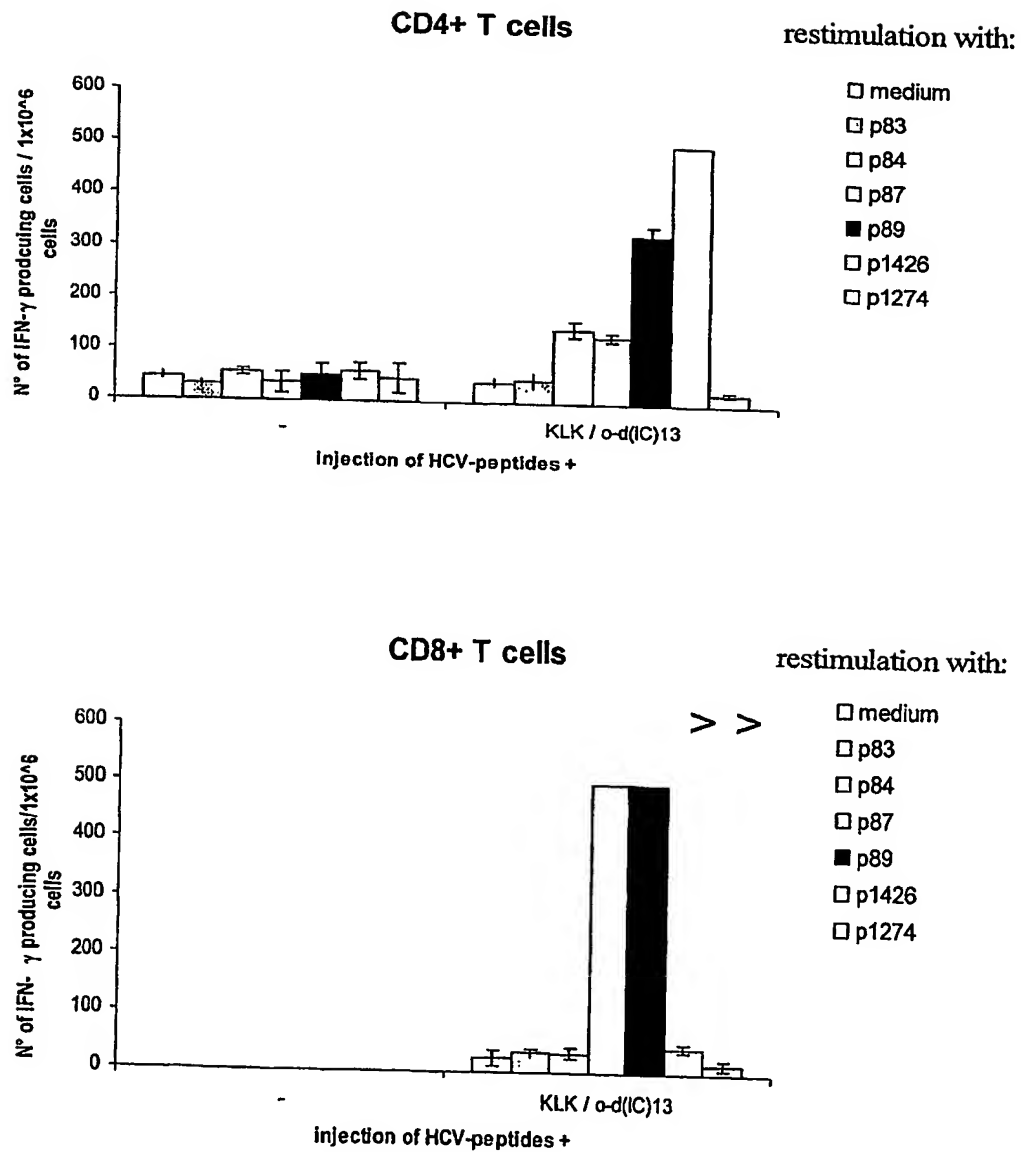 CD4+ T cells
restimulation with:
N° of IFN-γ prodcuing cells / 1x10^6
cells
600
500
400
300
200
100
0
medium
p83
p84
p87
p89
p1426
p1274
-
KLK / o-d(IC)13
injection of HCV-peptides +
CD8+ T cells
restimulation with:
N° of IFN- γ producing cells/1x10^6
cells
600
500
400
300
200
100
0
> >
medium
p83
p84
p87
p89
p1426
p1274
-
KLK / o-d(IC)13
injection of HCV-peptides +